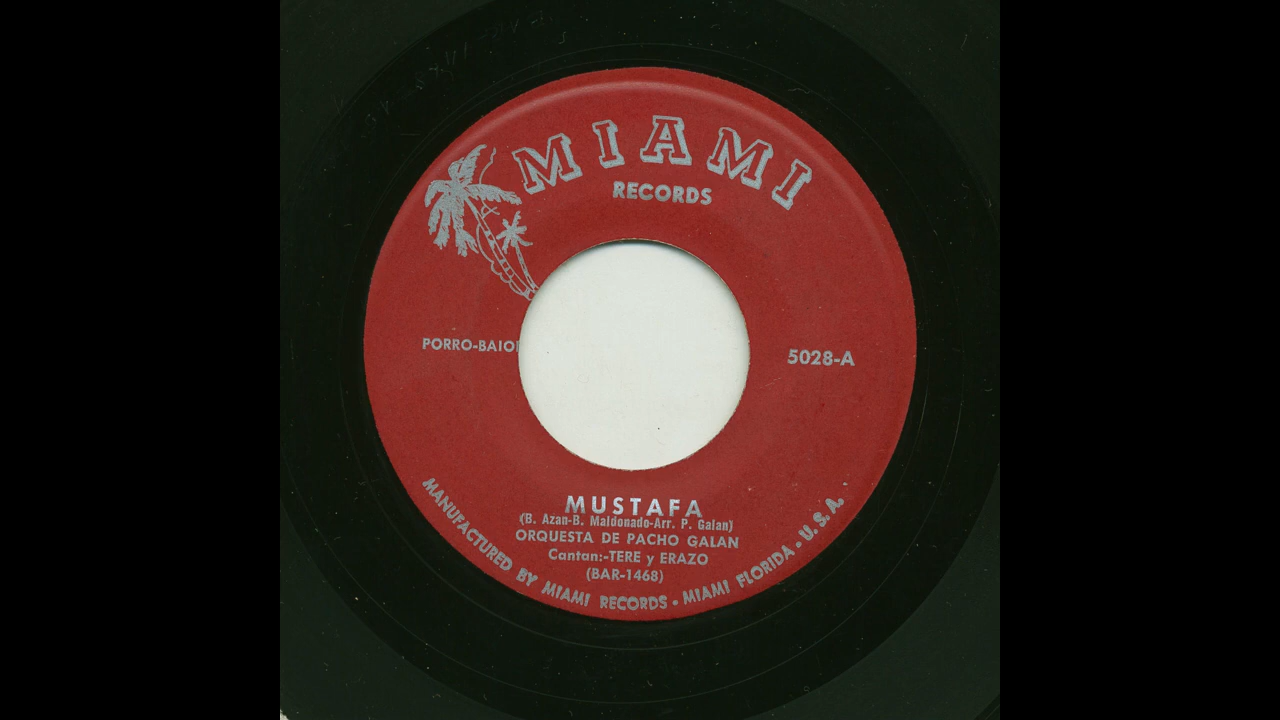 MIAMI
RECORDS
PORRO-BAIO
5028-A
MUSTAFA
(B. Azan-B. Maldonado-Arr. P. Galan)
ORQUESTA DE PACHO GALAN
Cantan:-TERE y ERAZO
(BAR-1468)
MANUFACTURED BY MIAMI RECORDS • MIAMI FLORIDA • U.S.A.